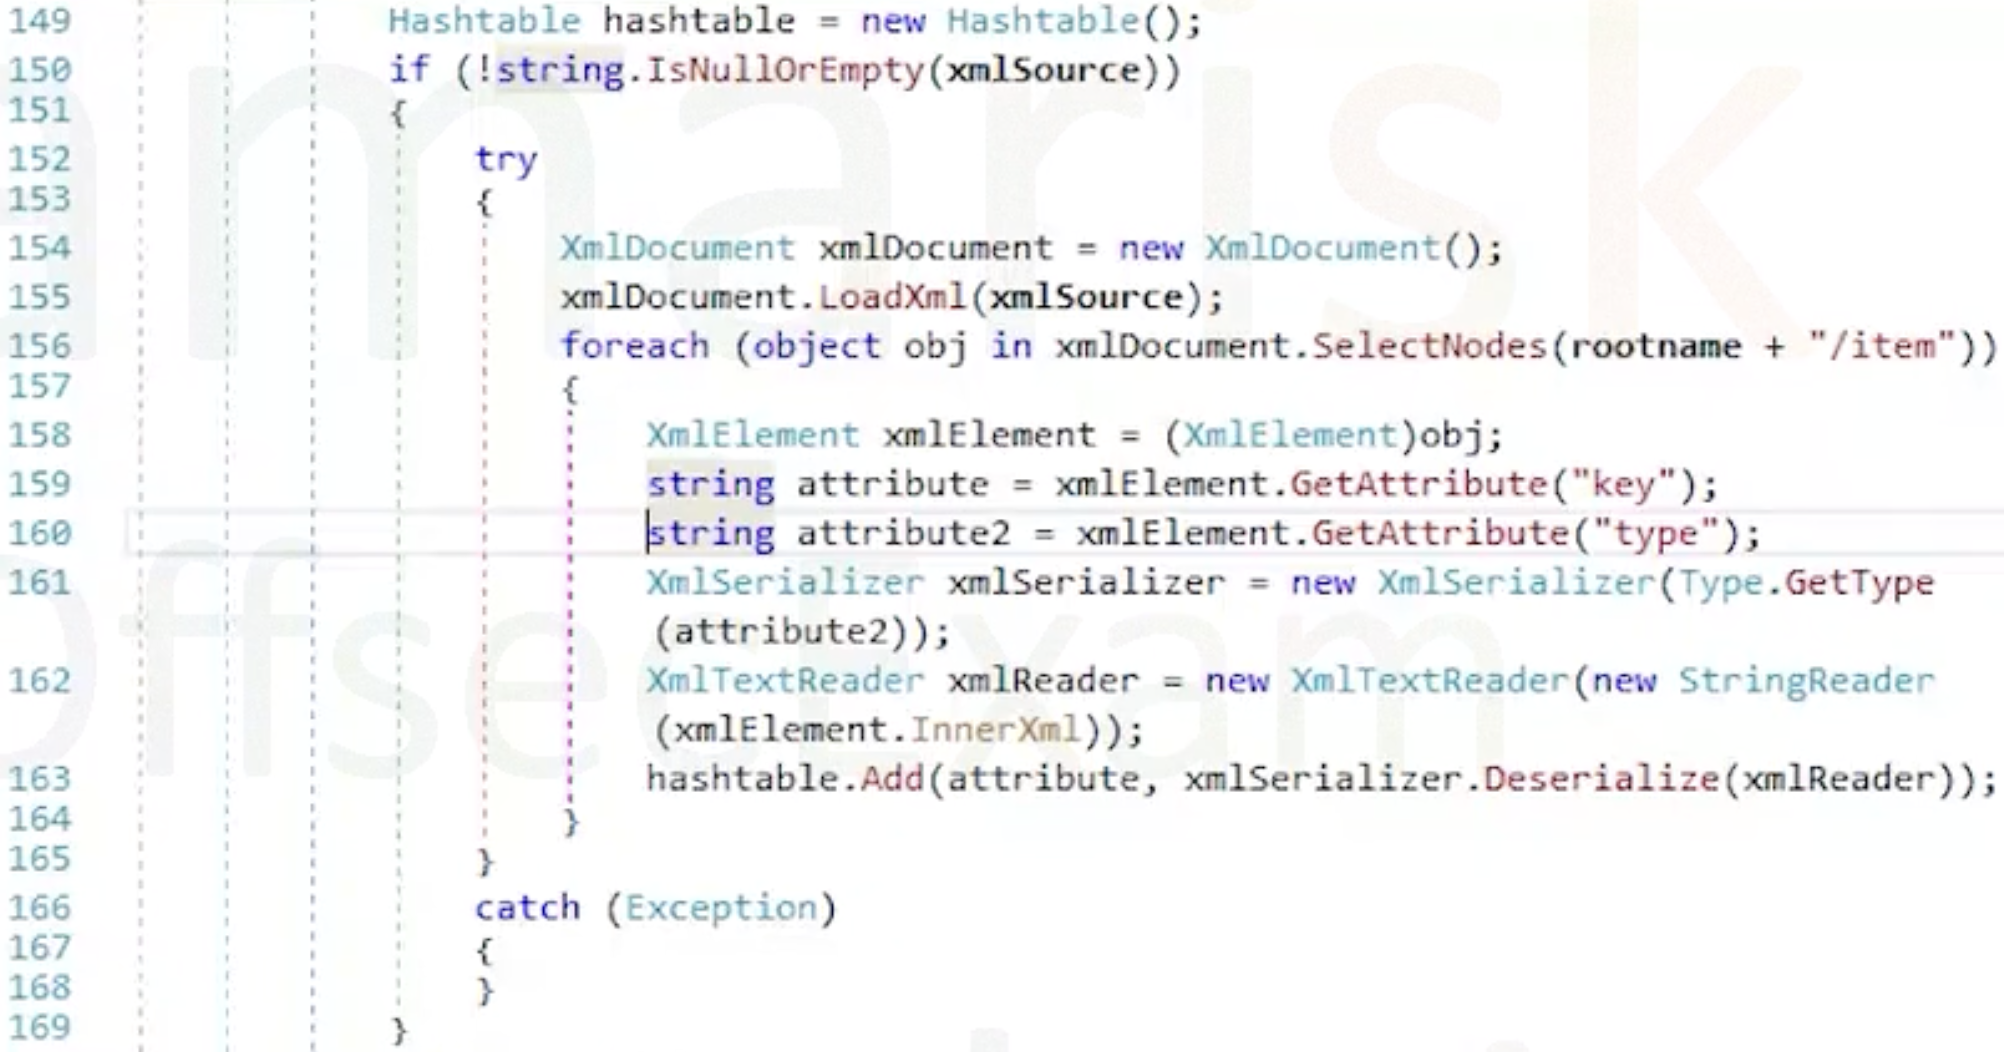 149 Hashtable hashtable = new Hashtable();
150 if (!string.IsNullOrEmpty(xmlSource))
151 {
152 try
153 {
154 XmlDocument xmlDocument = new XmlDocument();
155 xmlDocument.LoadXml(xmlSource);
156 foreach (object obj in xmlDocument.SelectNodes(rootname + "/item"))
157 {
158 XmlElement xmlElement = (XmlElement)obj;
159 string attribute = xmlElement.GetAttribute("key");
160 string attribute2 = xmlElement.GetAttribute("type");
161 XmlSerializer xmlSerializer = new XmlSerializer(Type.GetType
(attribute2));
162 XmlTextReader xmlReader = new XmlTextReader(new StringReader
(xmlElement.InnerXml));
163 hashtable.Add(attribute, xmlSerializer.Deserialize(xmlReader));
164 }
165 }
166 catch (Exception)
167 {
168 }
169 }
amarisk
OffsecExam